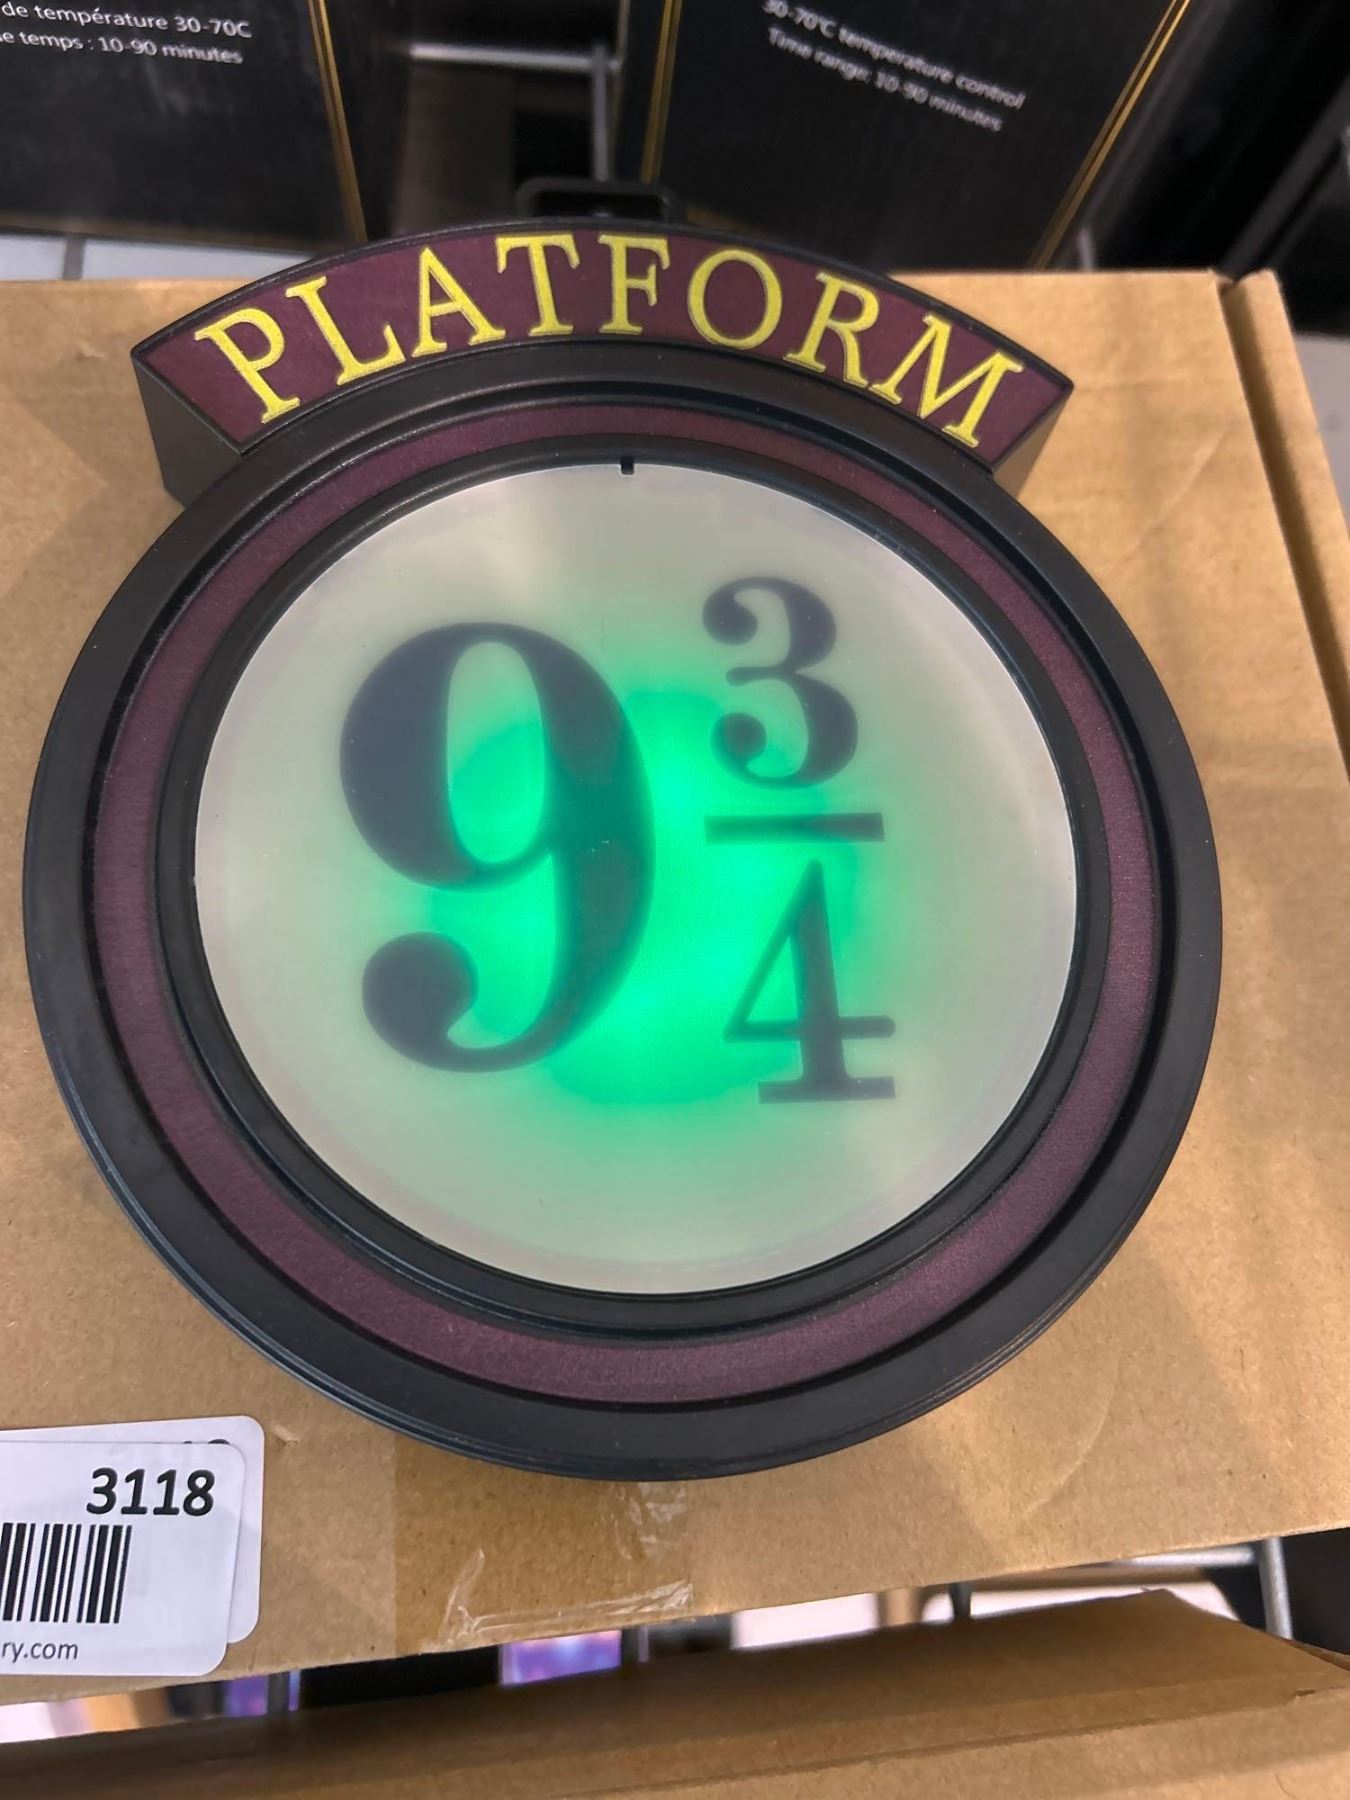 de température 30-70C
e temps : 10-90 minutes
30-70℃ temperature control
Time range: 10-90 minutes
PLATFORM
9 3/4
3118
ry.com